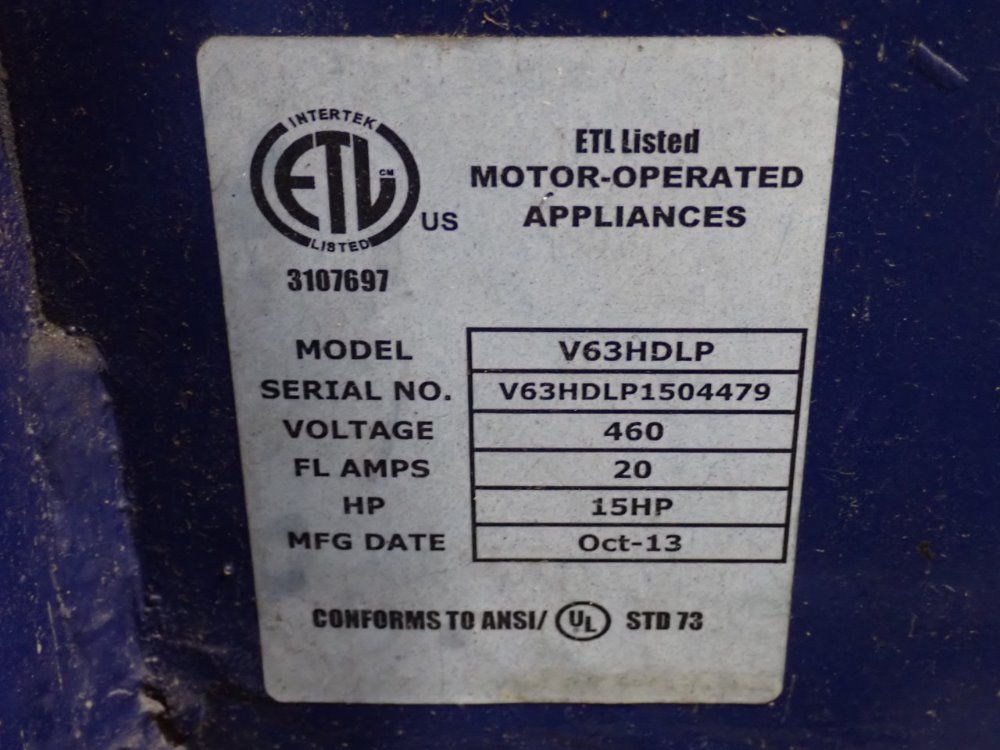 INTERTEK
ETL CM
LISTED
US
3107697
ETL Listed
MOTOR-OPERATED
APPLIANCES
MODEL V63HDLP
SERIAL NO. V63HDLP1504479
VOLTAGE 460
FL AMPS 20
HP 15HP
MFG DATE Oct-13
CONFORMS TO ANSI/ UL STD 73